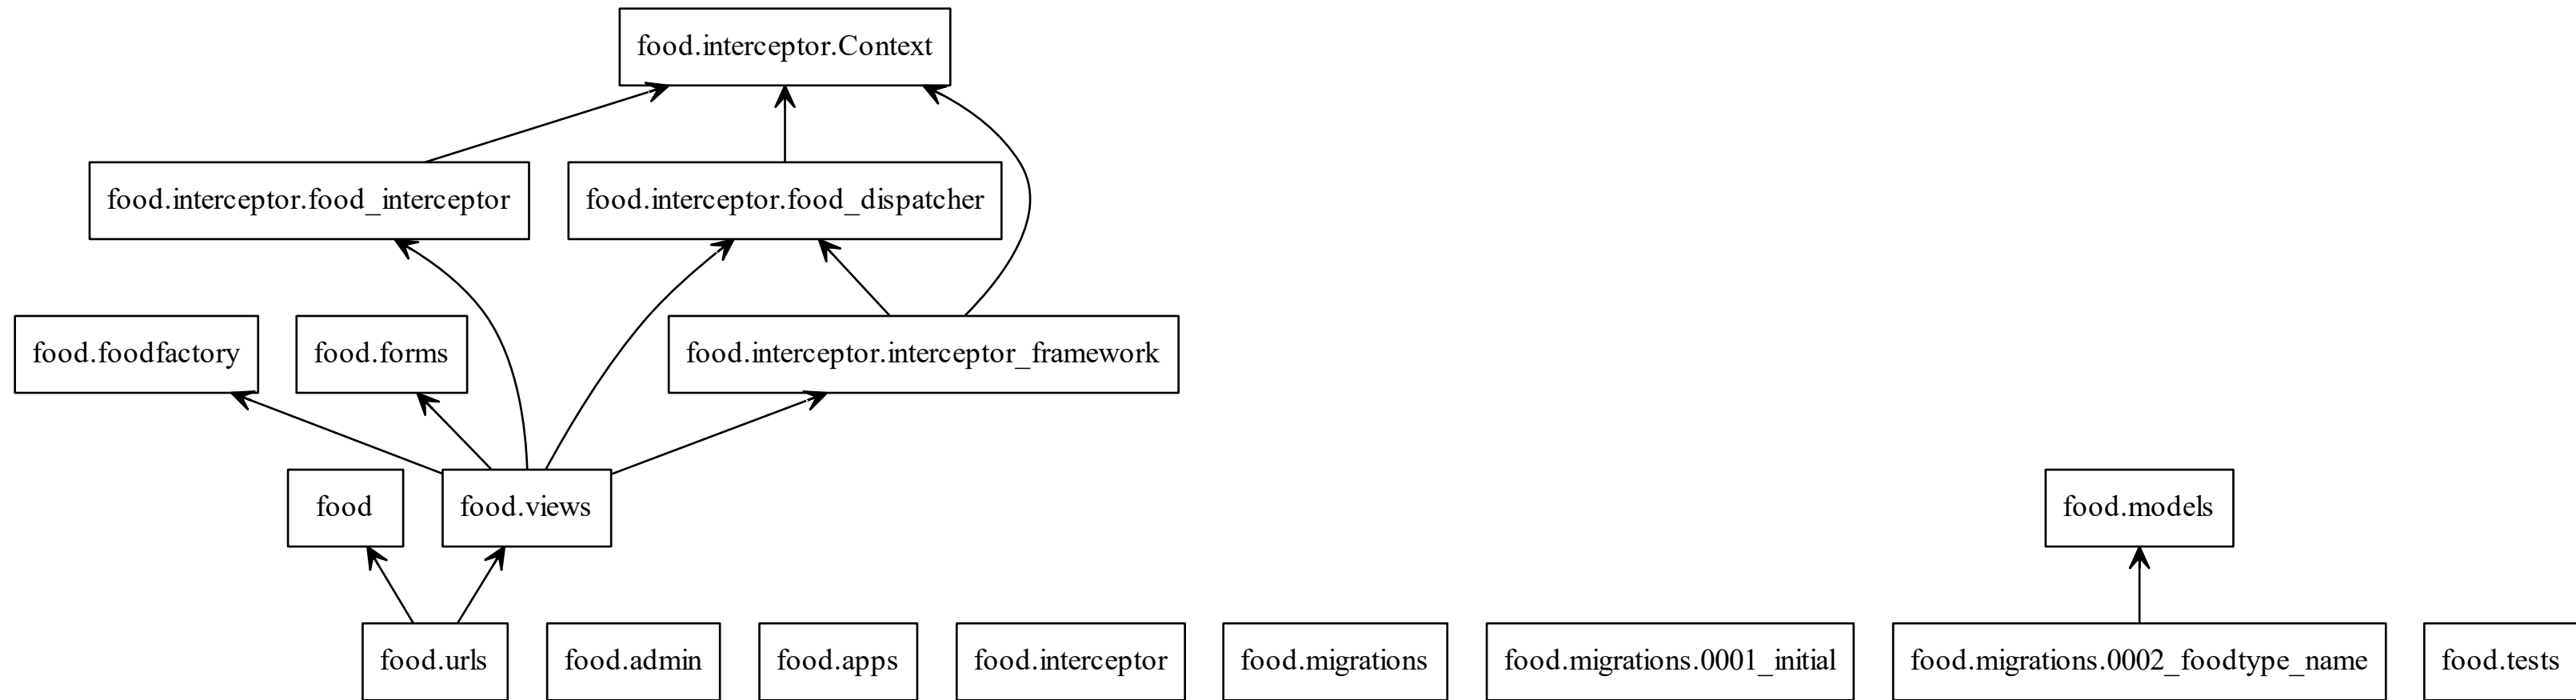 food.interceptor.Context
food.interceptor.food_interceptor
food.interceptor.food_dispatcher
food.foodfactory
food.forms
food.interceptor.interceptor_framework
food
food.views
food.models
food.urls
food.admin
food.apps
food.interceptor
food.migrations
food.migrations.0001_initial
food.migrations.0002_foodtype_name
food.tests